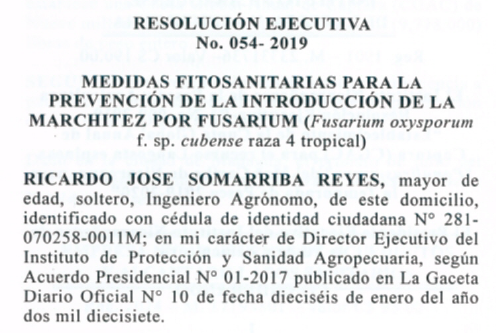 RESOLUCIÓN EJECUTIVA
No. 054- 2019
MEDIDAS FITOSANITARIAS PARA LA
PREVENCIÓN DE LA INTRODUCCIÓN DE LA
MARCHITEZ POR FUSARIUM (Fusarium oxysporum
f. sp. cubense raza 4 tropical)
RICARDO JOSE SOMARRIBA REYES, mayor de
edad, soltero, Ingeniero Agrónomo, de este domicilio,
identificado con cédula de identidad ciudadana N° 281-
070258-0011M; en mi carácter de Director Ejecutivo del
Instituto de Protección y Sanidad Agropecuaria, según
Acuerdo Presidencial N° 01-2017 publicado en La Gaceta
Diario Oficial N° 10 de fecha dieciséis de enero del año
dos mil diecisiete.